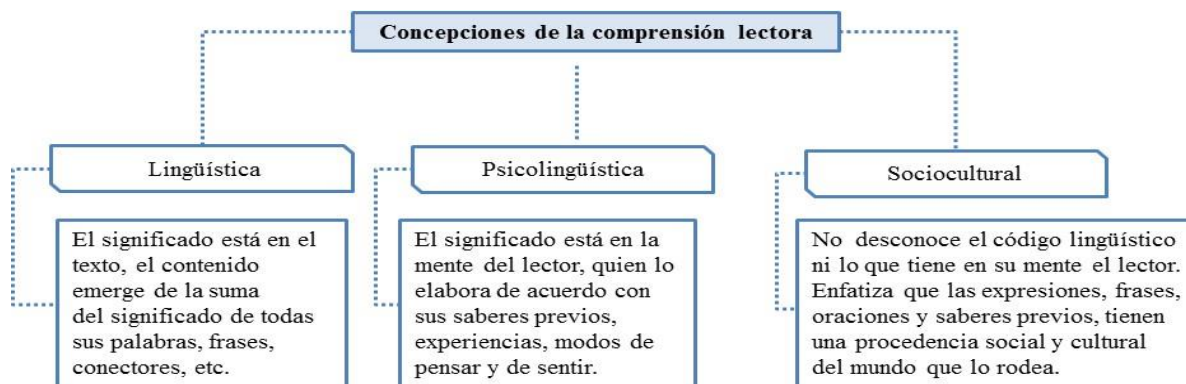 Concepciones de la comprensión lectora
Lingüística
El significado está en el
texto, el contenido
emerge de la suma
del significado de todas
sus palabras, frases,
conectores, etc.
Psicolingüística
El significado está en la
mente del lector, quien lo
elabora de acuerdo con
sus saberes previos,
experiencias, modos de
pensar y de sentir.
Sociocultural
No desconoce el código lingüístico
ni lo que tiene en su mente el lector.
Enfatiza que las expresiones, frases,
oraciones y saberes previos, tienen
una procedencia social y cultural
del mundo que lo rodea.